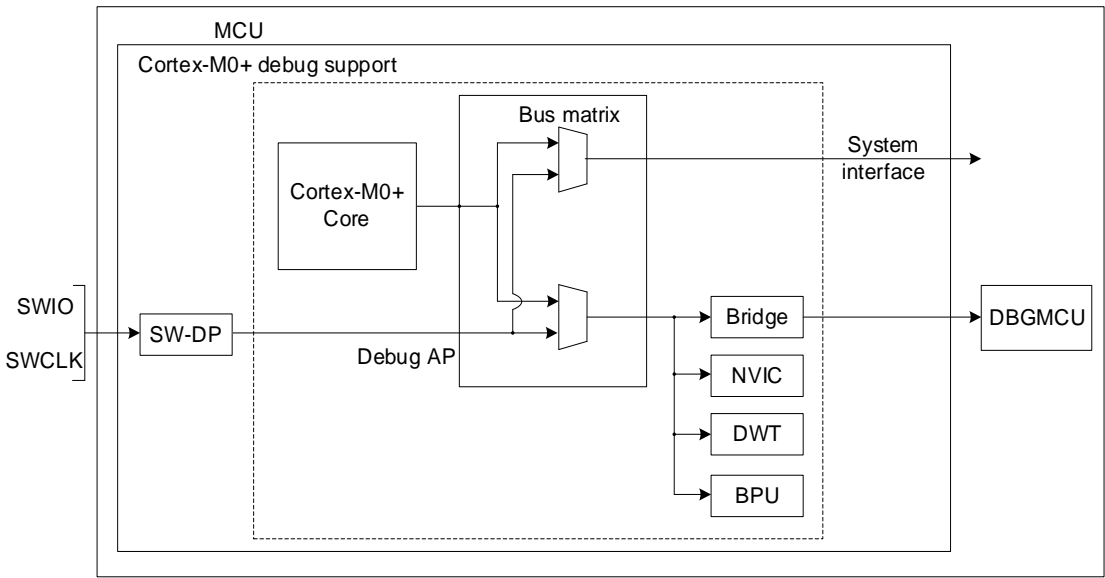 MCU
Cortex-M0+ debug support
Bus matrix
Cortex-M0+
Core
System
interface
SWIO
SWCLK
SW-DP
Debug AP
Bridge
DBGMCU
NVIC
DWT
BPU